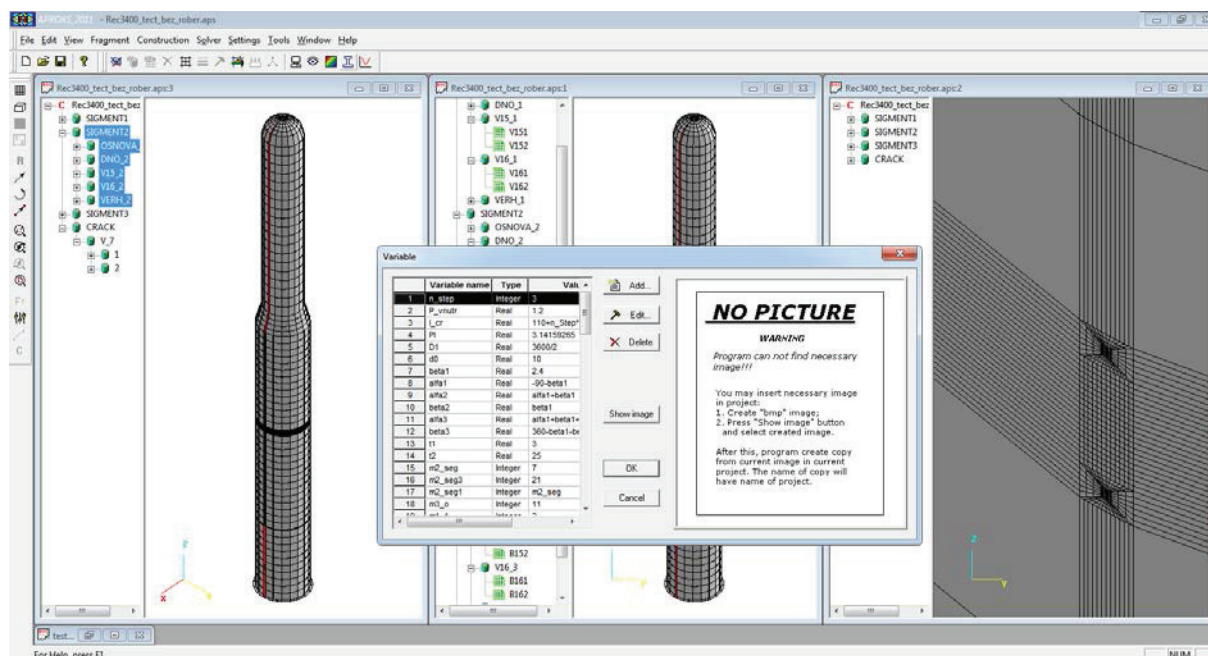 APROKS_2011 - Rec3400_tect_bez_rober.aps
File Edit View Fragment Construction Solver Settings Tools Window Help
Rec3400_tect_bez_rober.aps:3
C Rec3400_tect_bez
SIGMENT1
SIGMENT2
OSNOVA_
DNO_2
V15_2
V16_2
VERH_2
SIGMENT3
CRACK
V_7
1
2
Rec3400_tect_bez_rober.aps:1
DNO_1
V15_1
V151
V152
V16_1
V161
V162
VERH_1
SIGMENT2
OSNOVA_2
DNO_2
B152
V16_3
B161
B162
Rec3400_tect_bez_rober.aps:2
C Rec3400_tect_bez
SIGMENT1
SIGMENT2
SIGMENT3
CRACK
Variable
Variable name Type
1 n_step Integer 3
2 P_vnutr Real 1.2
3 l_cr Real 110+n_Step*
4 PI Real 3.14159265
5 D1 Real 3600/2
6 d0 Real 10
7 beta1 Real 2.4
8 alfa1 Real -90-beta1
9 alfa2 Real alfa1+beta1
10 beta2 Real beta1
11 alfa3 Real alfa1+beta1+
12 beta3 Real 360-beta1-be
13 t1 Real 3
14 t2 Real 25
15 m2_seg Integer 7
16 m2_seg3 Integer 21
17 m2_seg1 Integer m2_seg
18 m3_o Integer 11
Add...
Edit...
Delete
Show image
OK
Cancel
NO PICTURE
WARNING
Program can not find necessary
image!!!
You may insert necessary image
in project:
1. Create "bmp" image;
2. Press "Show image" button
and select created image.
After this, program create copy
from current image in current
project. The name of copy will
have name of project.
X
Z
Y
test...
For Help, press F1
NUM